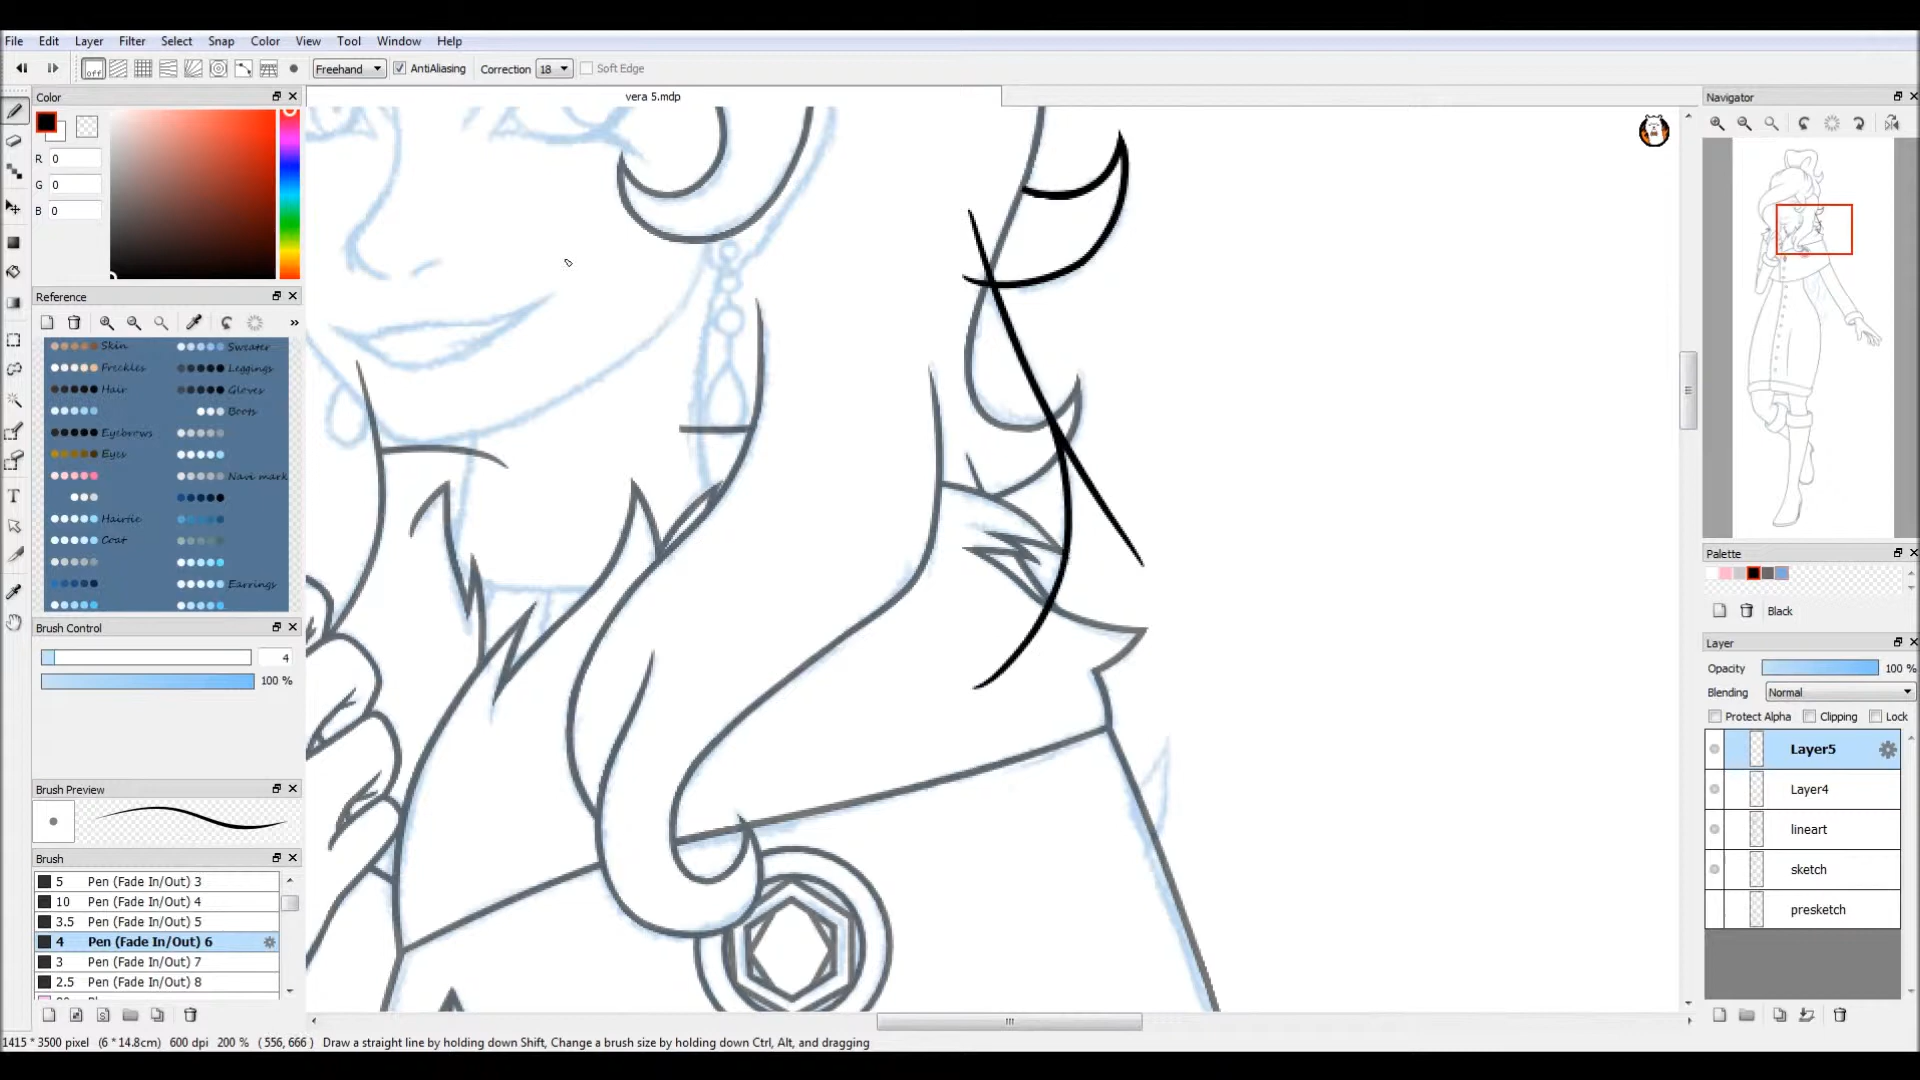 File Edit Layer Filter Select Snap Color View Tool Window Help
off Freehand AntiAliasing Correction 18 Soft Edge
Color
R 0
G 0
B 0
Reference
Skin Sweater
Freckles Leggings
Hair Gloves
Boots
Eyebrows
Eyes
Navi mark
Hairtie
Coat
Earrings
Brush Control
4
100 %
Brush Preview
Brush
5 Pen (Fade In/Out) 3
10 Pen (Fade In/Out) 4
3.5 Pen (Fade In/Out) 5
4 Pen (Fade In/Out) 6
3 Pen (Fade In/Out) 7
2.5 Pen (Fade In/Out) 8
vera 5.mdp
Navigator
Palette
Black
Layer
Opacity 100 %
Blending Normal
Protect Alpha Clipping Lock
Layer5
Layer4
lineart
sketch
presketch
1415 * 3500 pixel (6 * 14.8cm) 600 dpi 200 % ( 556, 666 ) Draw a straight line by holding down Shift, Change a brush size by holding down Ctrl, Alt, and dragging